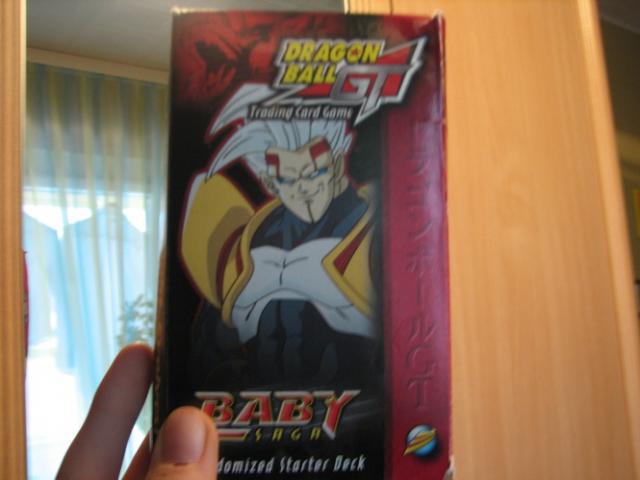 DRAGON
BALL
GT
Trading Card Game
ドラゴンボールGT
BABY
SAGA
domized Starter Deck